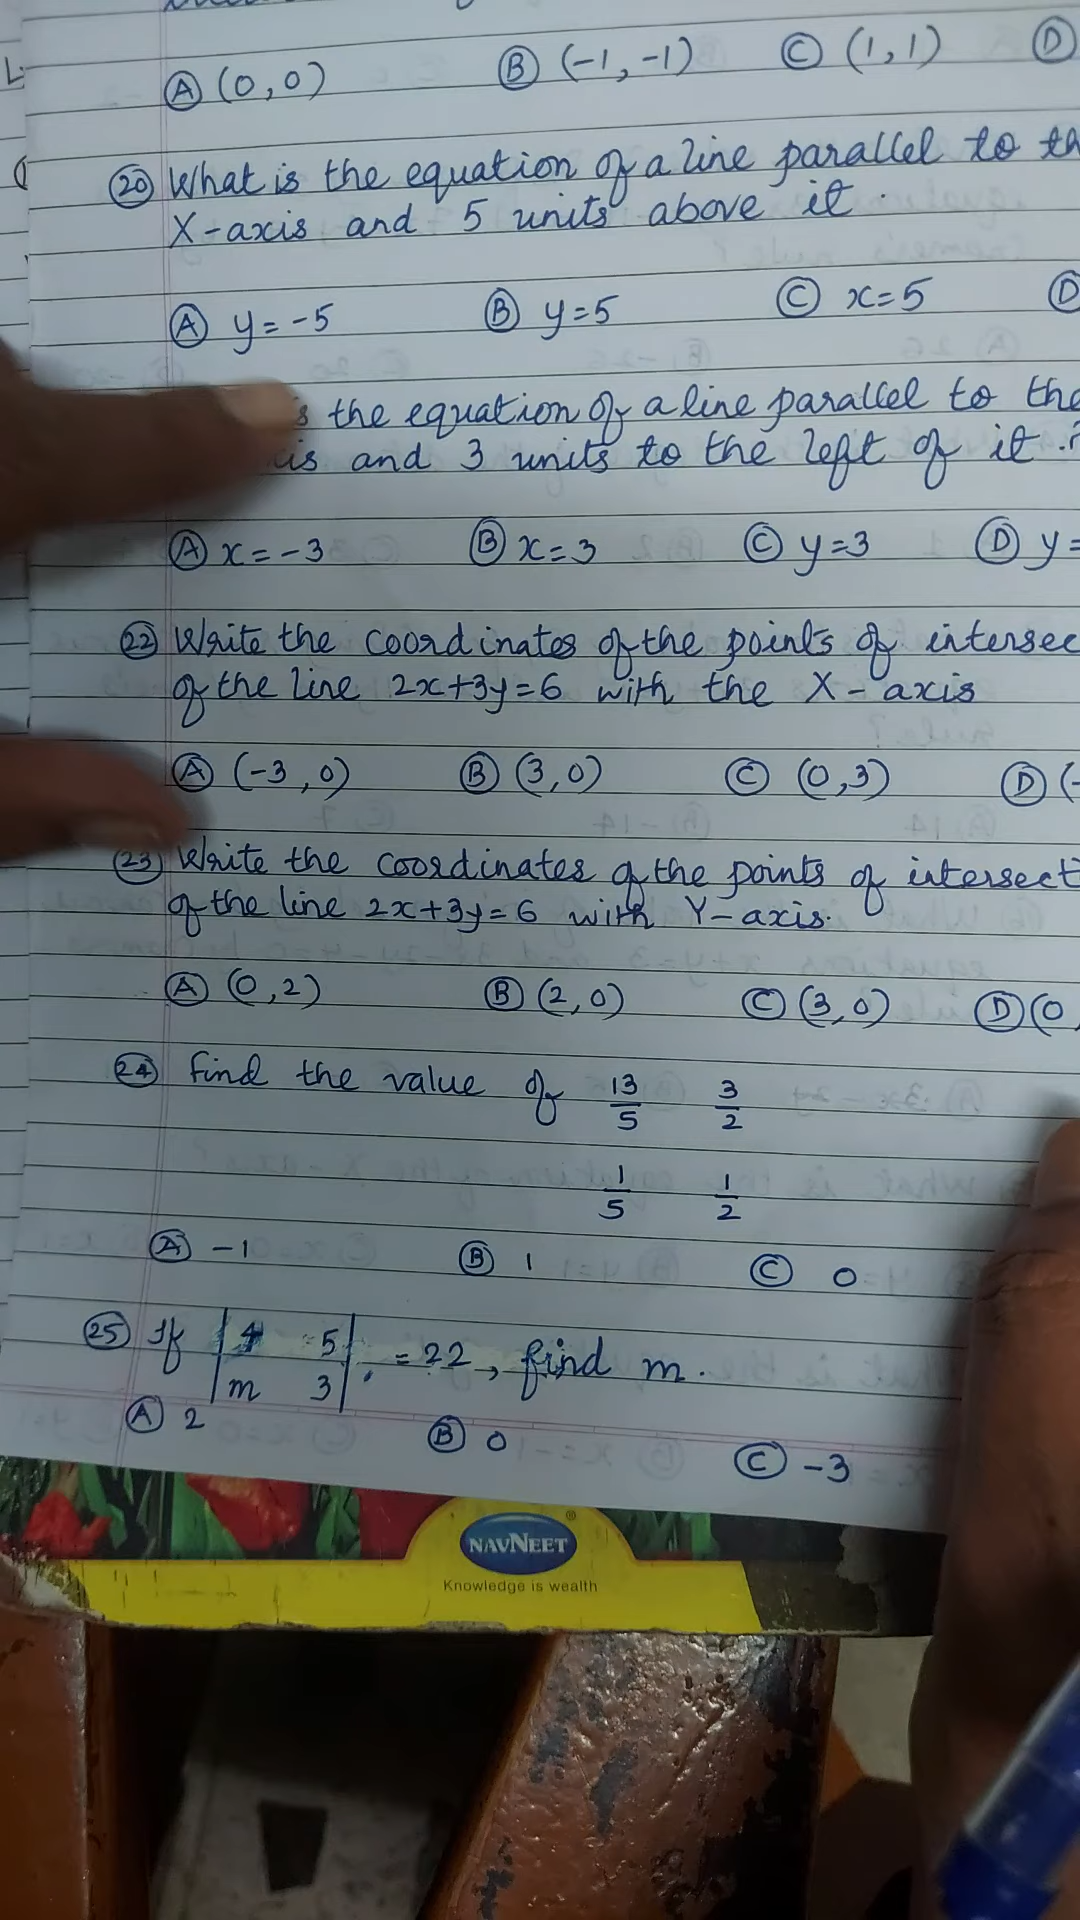 Ⓐ (0,0) Ⓑ (-1,-1) Ⓒ (1,1) Ⓓ
⑳ What is the equation of a line parallel to th
X-axis and 5 units above it.
Ⓐ y=-5 Ⓑ y=5 Ⓒ x=5 Ⓓ
s the equation of a line parallel to the
is and 3 units to the left of it.?
Ⓐ x=-3 Ⓑ x=3 Ⓒ y=3 Ⓓ y=
㉒ Write the coordinates of the points of intersec
of the line 2x+3y=6 with the X-axis
Ⓐ (-3,0) Ⓑ (3,0) Ⓒ (0,3) Ⓓ (-
㉓ Write the coordinates of the points of intersect
of the line 2x+3y=6 with Y-axis.
Ⓐ (0,2) Ⓑ (2,0) Ⓒ (3,0) Ⓓ (0,
㉔ Find the value of 13/5 3/2
1/5 1/2
Ⓐ -1 Ⓑ 1 Ⓒ 0
㉕ If |4 5| = 22, find m.
|m 3|
Ⓐ 2 Ⓑ 0 Ⓒ -3
NAVNEET
Knowledge is wealth